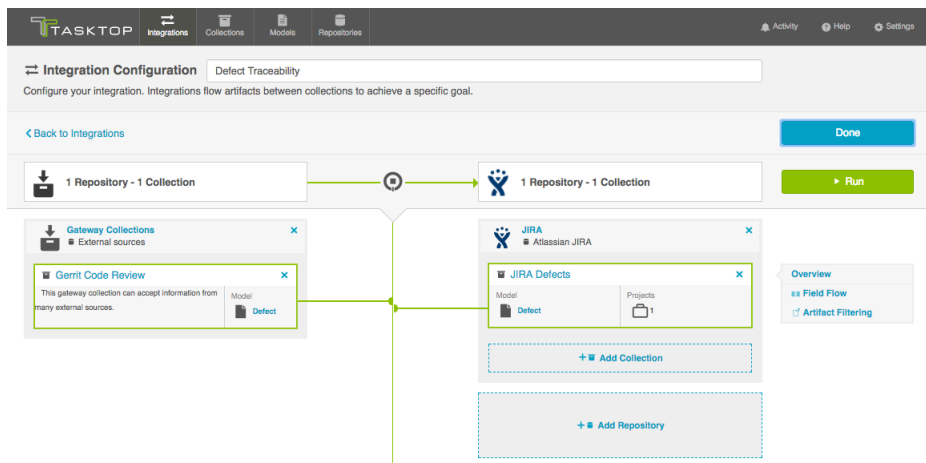 TASKTOP
Integrations
Collections
Models
Repositories
Activity
Help
Settings
Integration Configuration
Defect Traceability
Configure your integration. Integrations flow artifacts between collections to achieve a specific goal.
Back to Integrations
Done
1 Repository - 1 Collection
1 Repository - 1 Collection
Run
Gateway Collections
External sources
Gerrit Code Review
This gateway collection can accept information from
many external sources.
Model
Defect
JIRA
Atlassian JIRA
JIRA Defects
Model
Defect
Projects
1
+ Add Collection
+ Add Repository
Overview
Field Flow
Artifact Filtering